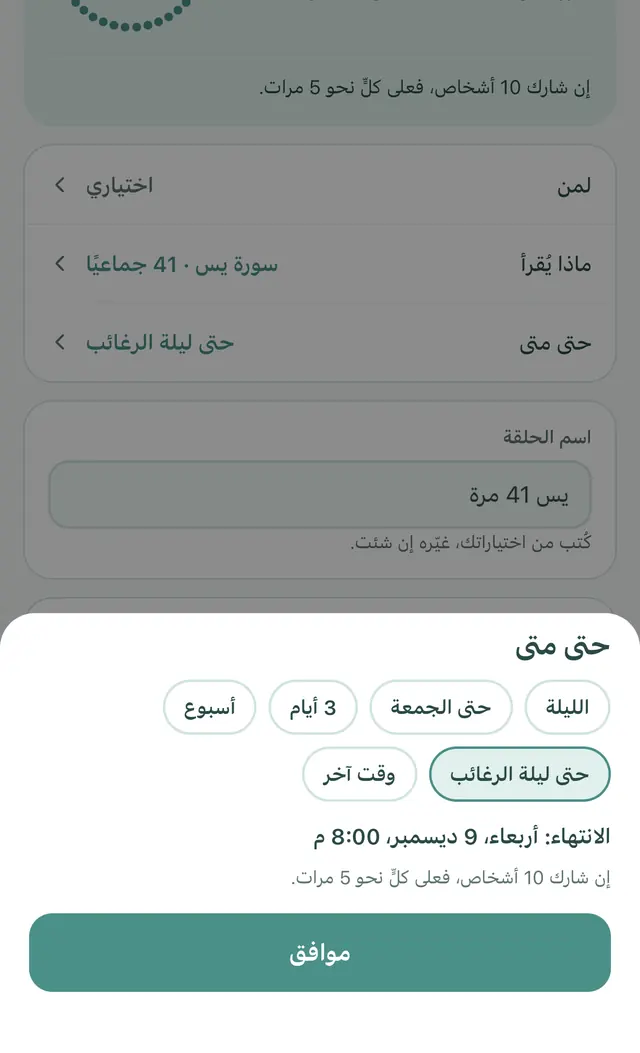 إن شارك 10 أشخاص، فعلى كلٍّ نحو 5 مرات.
لمن
اختياري
ماذا يُقرأ
سورة يس · 41 جماعيًا
حتى متى
حتى ليلة الرغائب
اسم الحلقة
يس 41 مرة
كُتب من اختياراتك، غيّره إن شئت.
حتى متى
الليلة
حتى الجمعة
3 أيام
أسبوع
حتى ليلة الرغائب
وقت آخر
الانتهاء: أربعاء، 9 ديسمبر، 8:00 م
إن شارك 10 أشخاص، فعلى كلٍّ نحو 5 مرات.
موافق